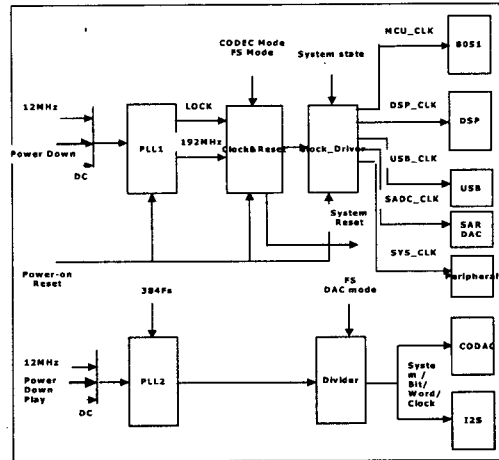 CODEC Mode
FS Mode
System state
MCU_CLK
8051
12MHz
LOCK
DSP_CLK
DSP
Power Down
PLL1
192MHz
Clock&Reset
Clock_Driver
USB_CLK
DC
USB
SADC_CLK
System
Reset
SAR
DAC
SYS_CLK
Power-on
Reset
Peripheral
384Fs
FS
DAC mode
12MHz
CODAC
Power
Down
Play
PLL2
Divider
Syste
m /
Bit/
Word/
Clock
DC
I2S